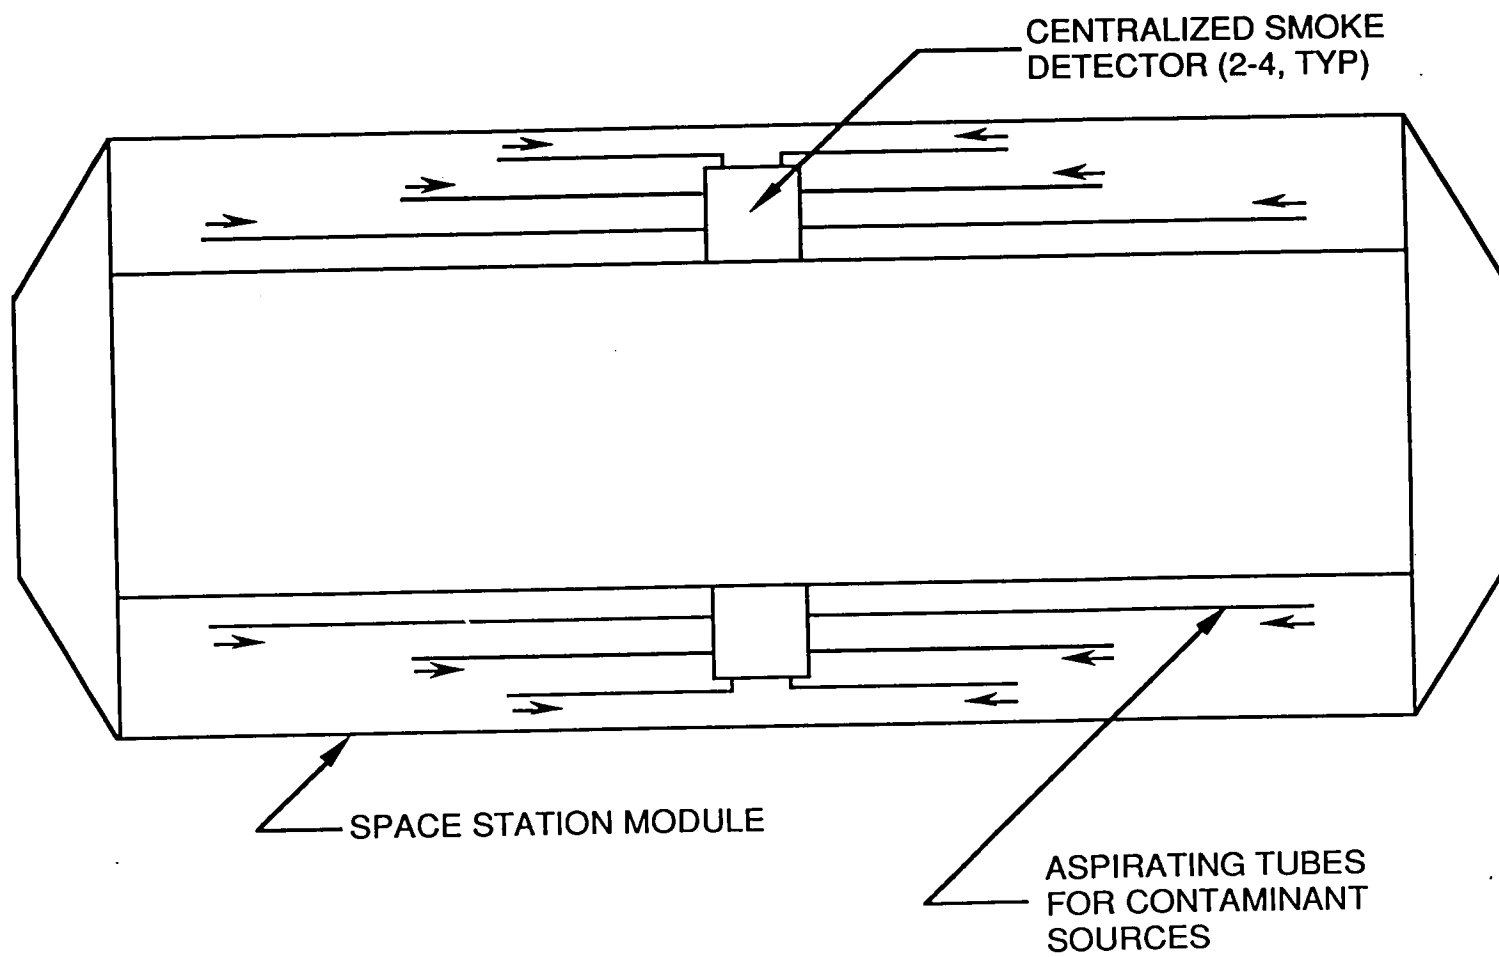 CENTRALIZED SMOKE
DETECTOR (2-4, TYP)
SPACE STATION MODULE
ASPIRATING TUBES
FOR CONTAMINANT
SOURCES